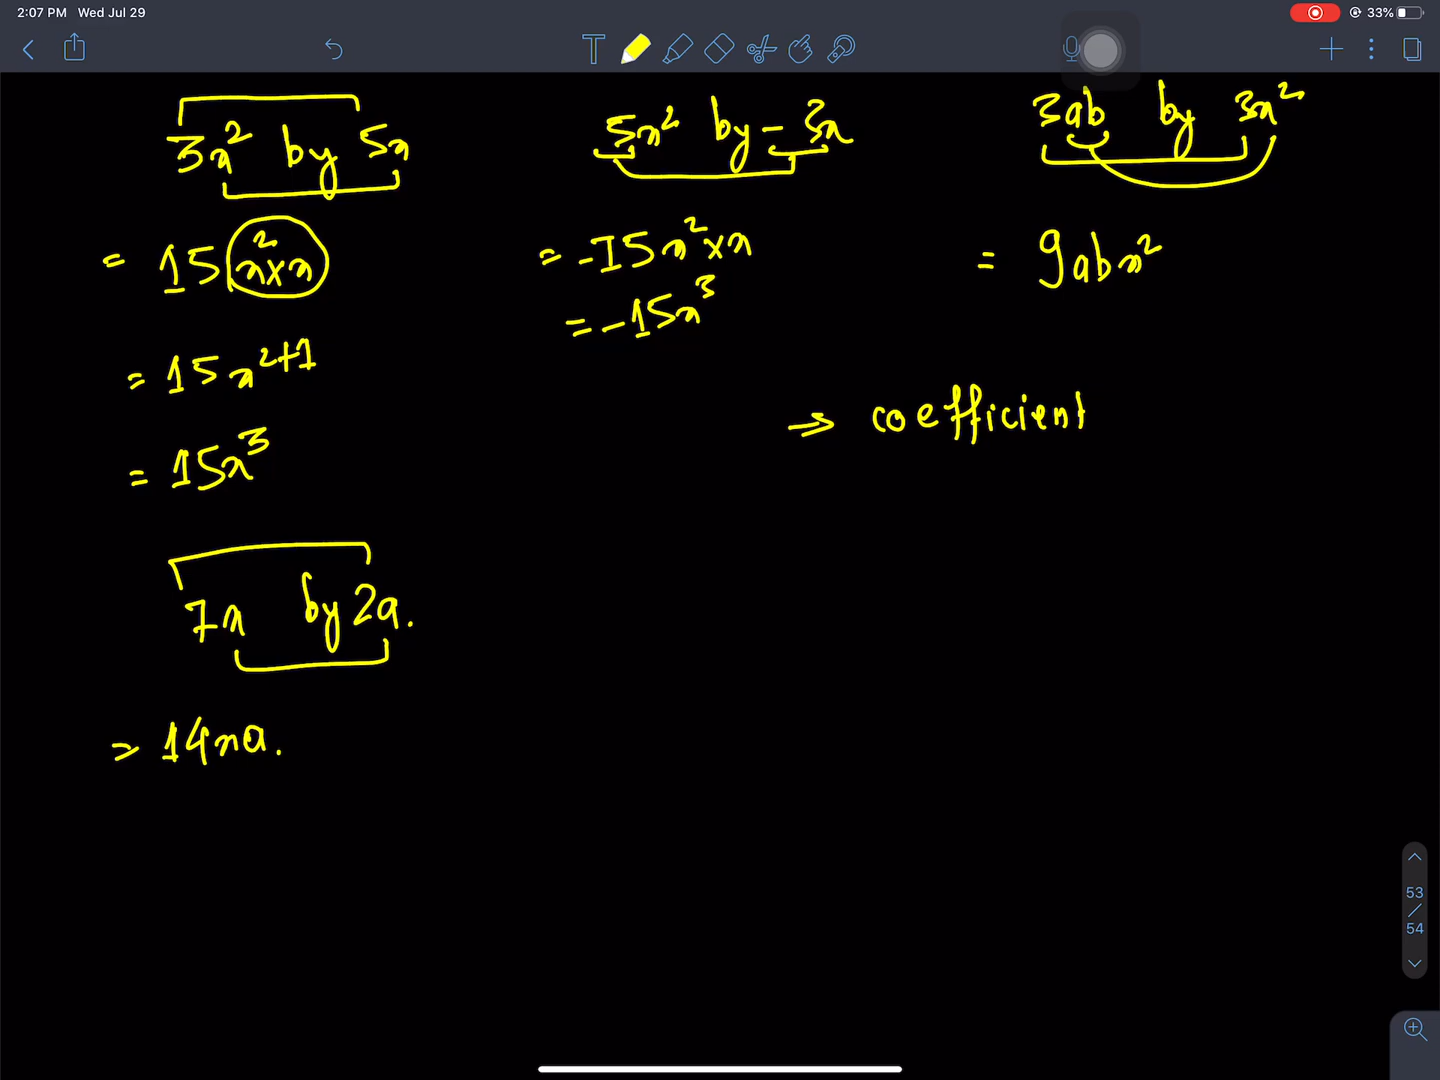 2:07 PM Wed Jul 29
33%
3x² by 5x
= 15 x² × x
= 15x²⁺¹
= 15x³
7x by 2a.
= 14xa.
5x² by - 3x
= -15x² × x
= -15x³
3ab by 3x²
= 9abx²
⇒ coefficient
53
/
54